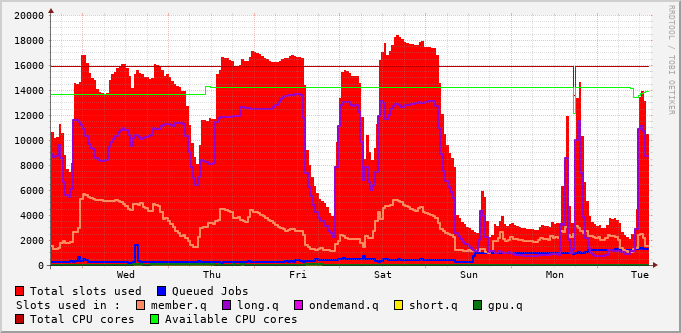 20000
18000
16000
14000
12000
10000
8000
6000
4000
2000
0
Wed Thu Fri Sat Sun Mon Tue
RRDTOOL / TOBI OETIKER
Total slots used Queued Jobs
Slots used in : member.q long.q ondemand.q short.q gpu.q
Total CPU cores Available CPU cores